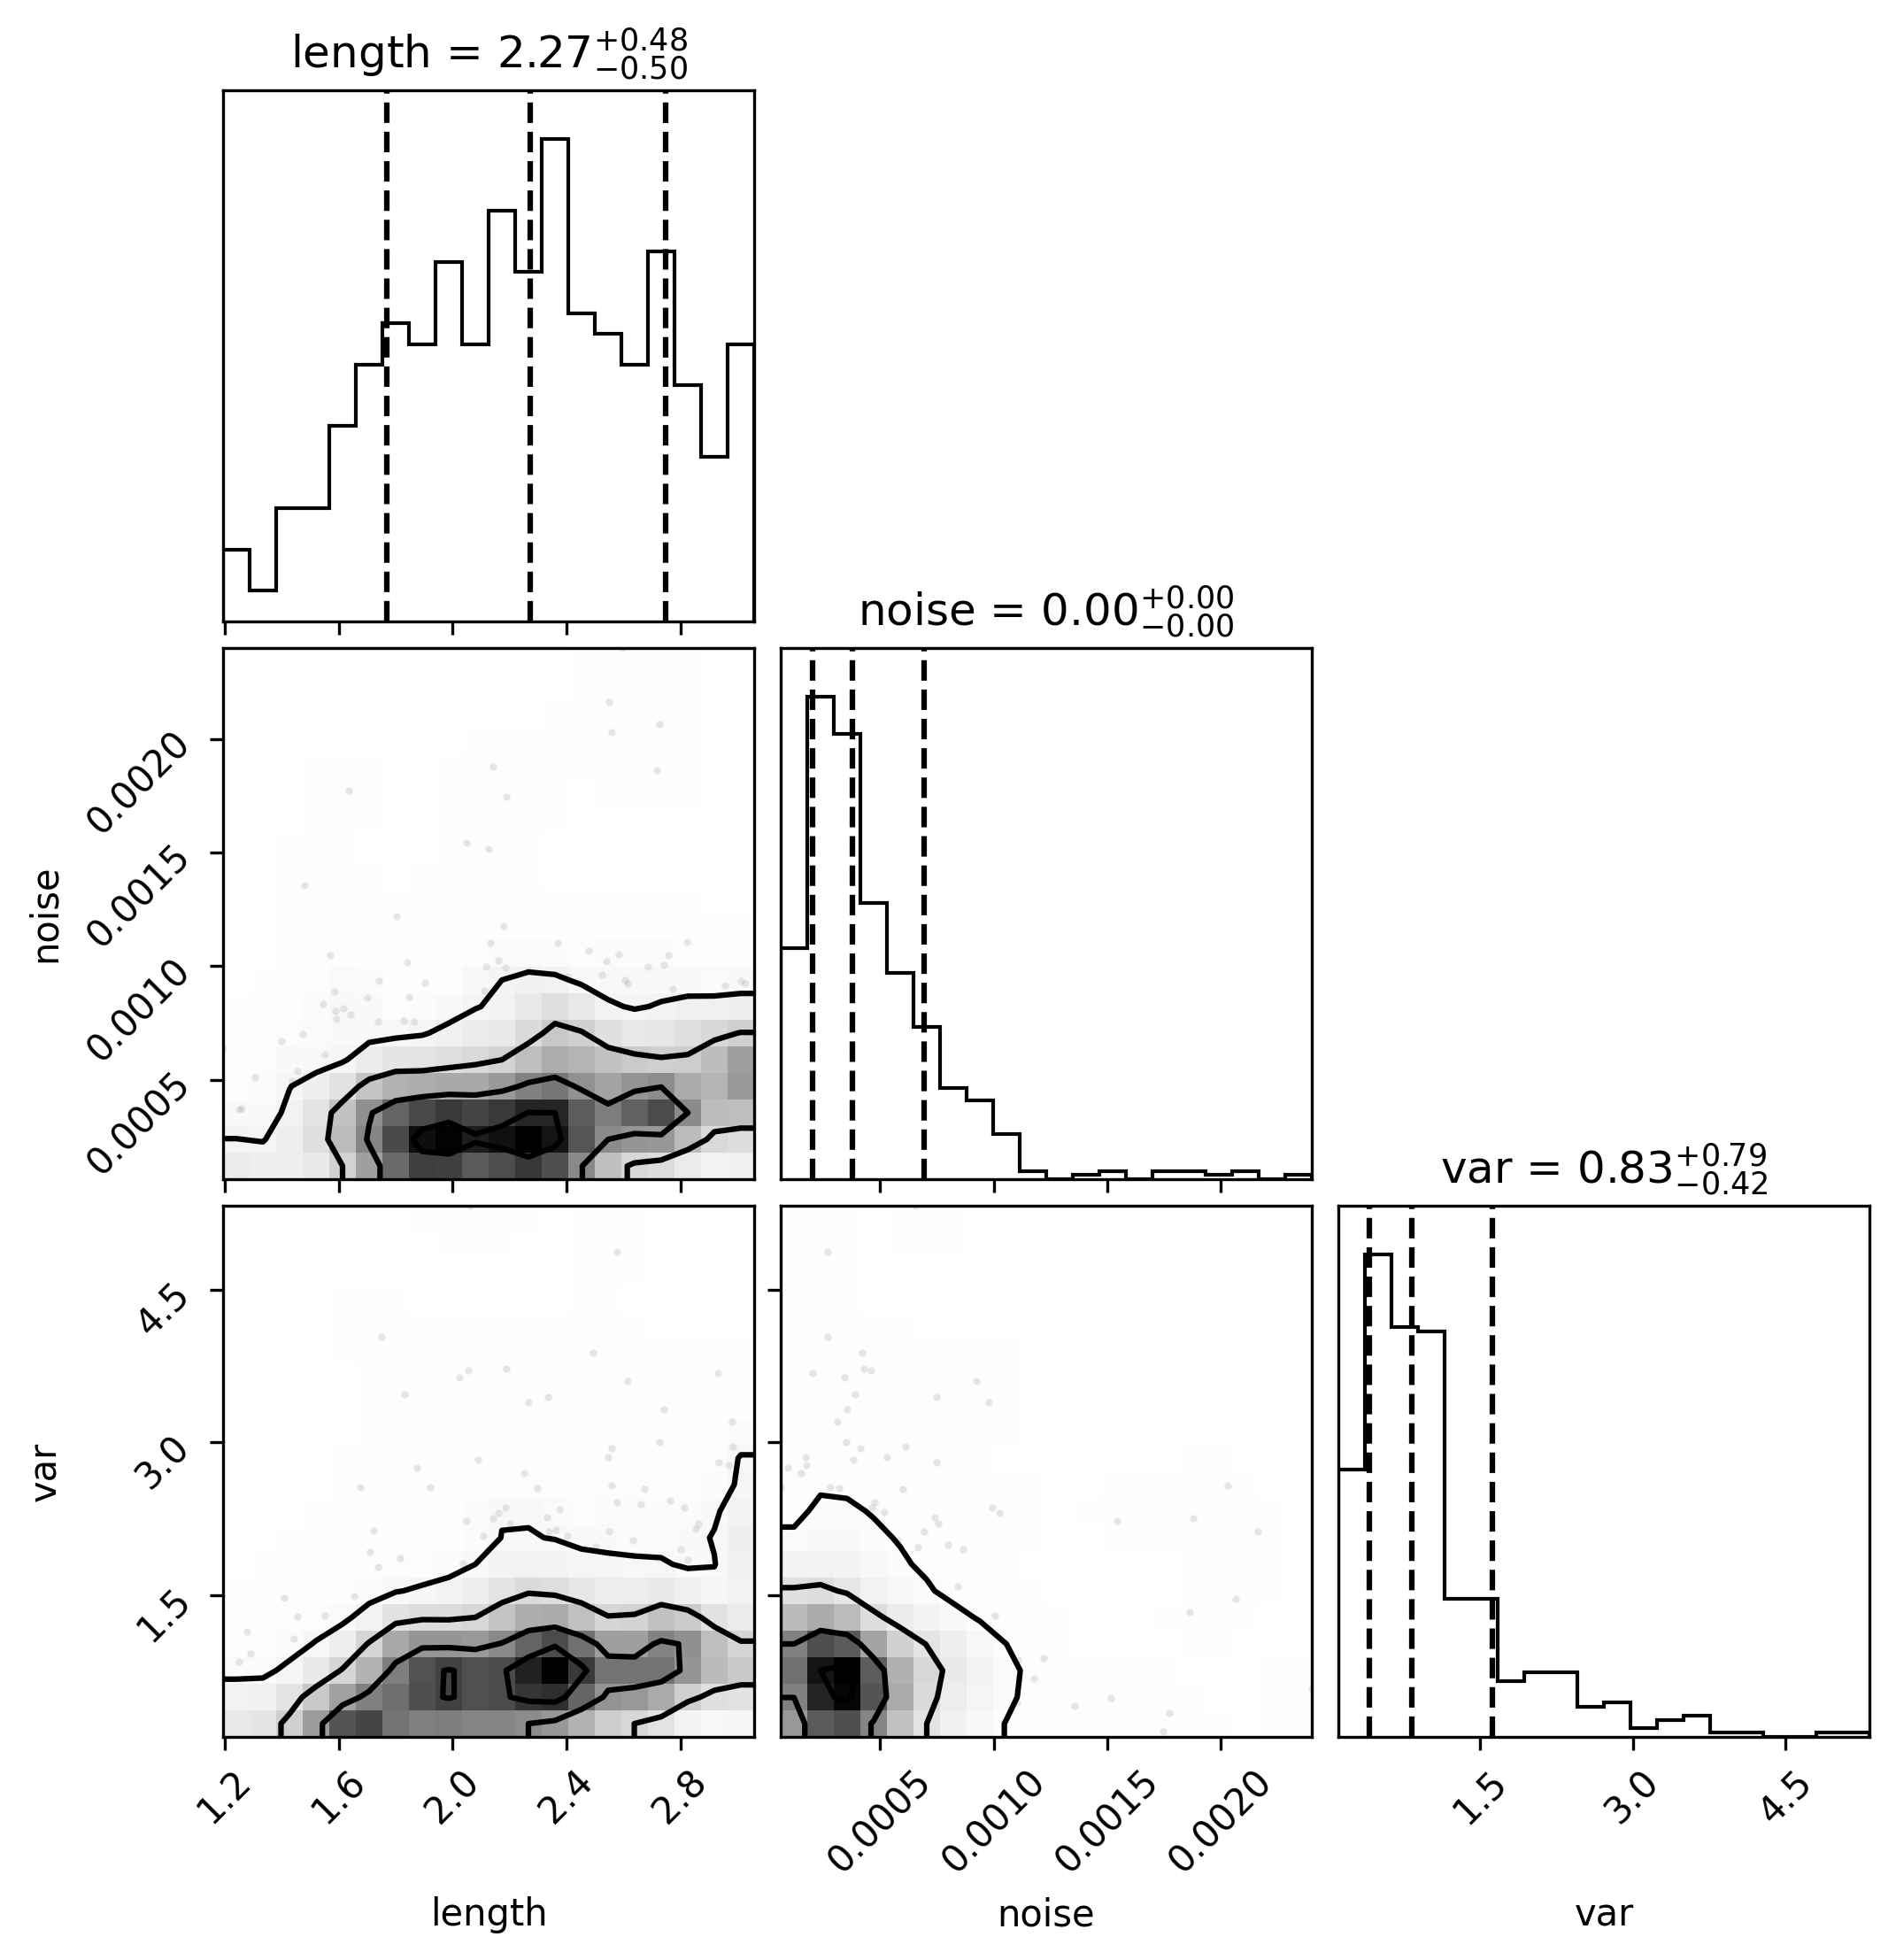 length = 2.27+0.48−0.50
noise = 0.00+0.00−0.00
0.0020
0.0015
noise
0.0010
0.0005
var = 0.83+0.79−0.42
4.5
3.0
var
1.5
1.2 1.6 2.0 2.4 2.8 0.0005 0.0010 0.0015 0.0020 1.5 3.0 4.5
length noise var